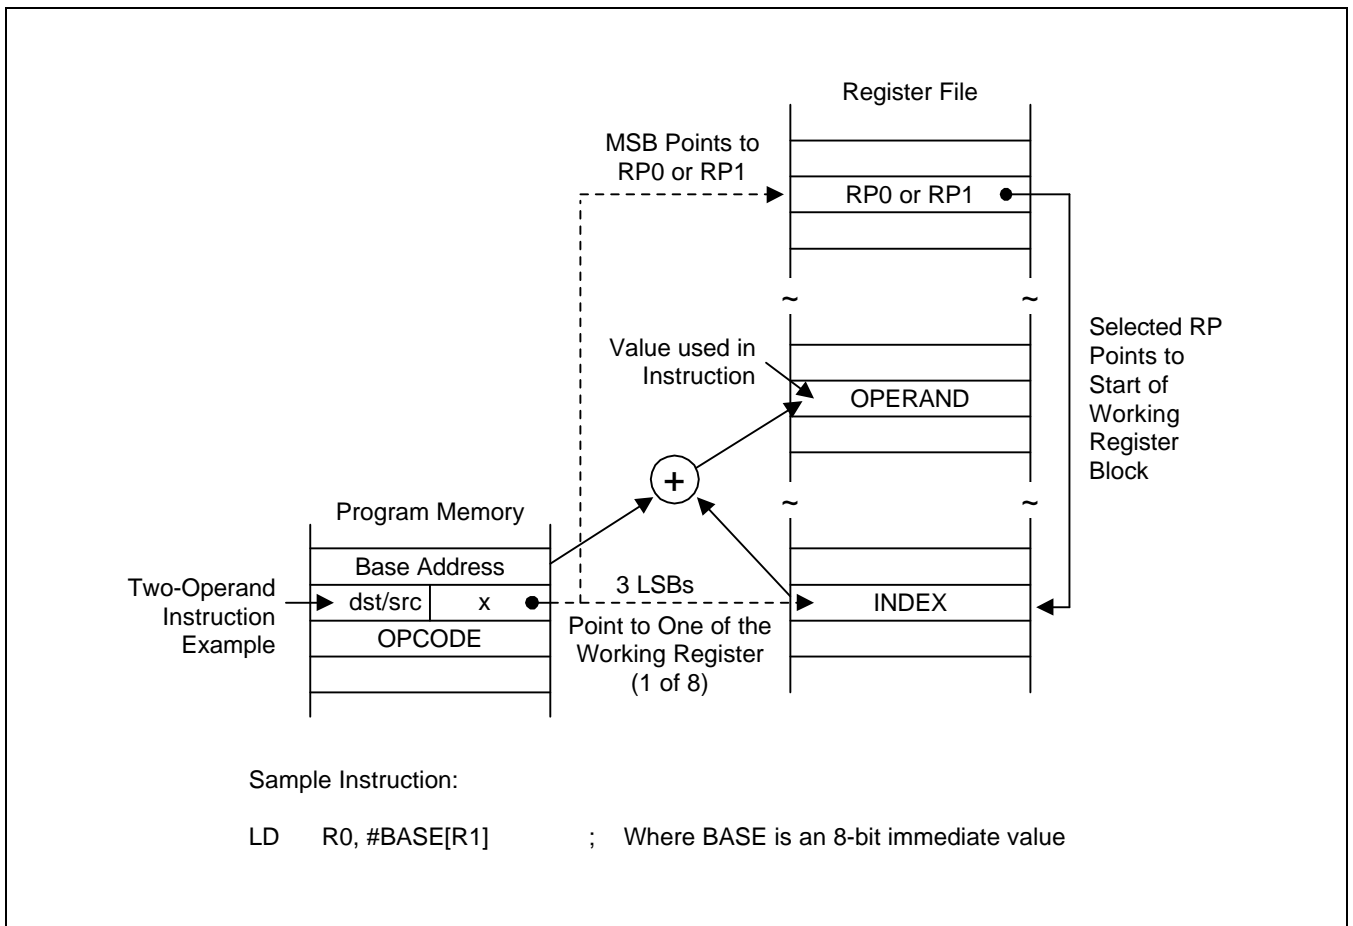 Register File
MSB Points to
RP0 or RP1
RP0 or RP1
~ ~
Selected RP
Points to
Start of
Working
Register
Block
Value used in
Instruction
OPERAND
+
~ ~
Program Memory
Base Address
Two-Operand
Instruction
Example
dst/src x
OPCODE
3 LSBs
Point to One of the
Working Register
(1 of 8)
INDEX
Sample Instruction:
LD R0, #BASE[R1] ; Where BASE is an 8-bit immediate value